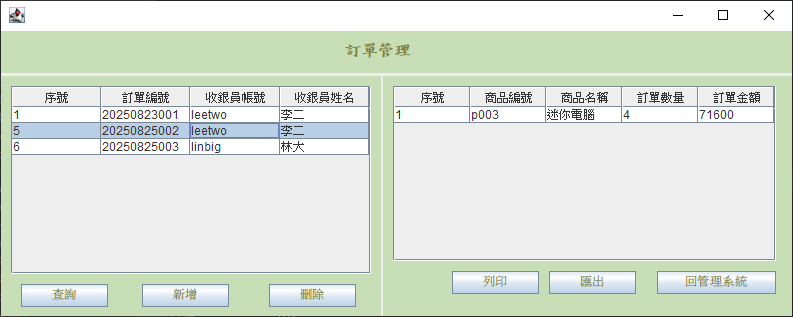 訂單管理
序號 訂單編號 收銀員帳號 收銀員姓名
1 20250823001 leetwo 李二
5 20250825002 leetwo 李二
6 20250825003 linbig 林大
序號 商品編號 商品名稱 訂單數量 訂單金額
1 p003 迷你電腦 4 71600
查詢 新增 刪除
列印 匯出 回管理系統